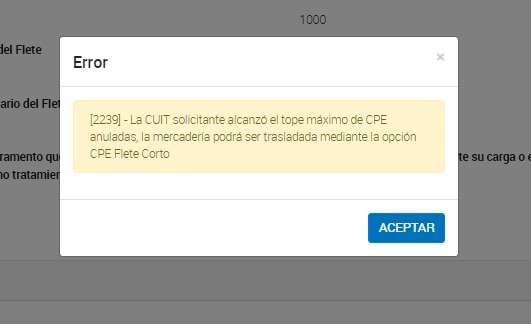 1000
del Flete
Error
×
ario del Flet
[2239] - La CUIT solicitante alcanzó el tope máximo de CPE
anuladas, la mercadería podrá ser trasladada mediante la opción
CPE Flete Corto
ramento qu
te su carga o e
no tratamien
ACEPTAR